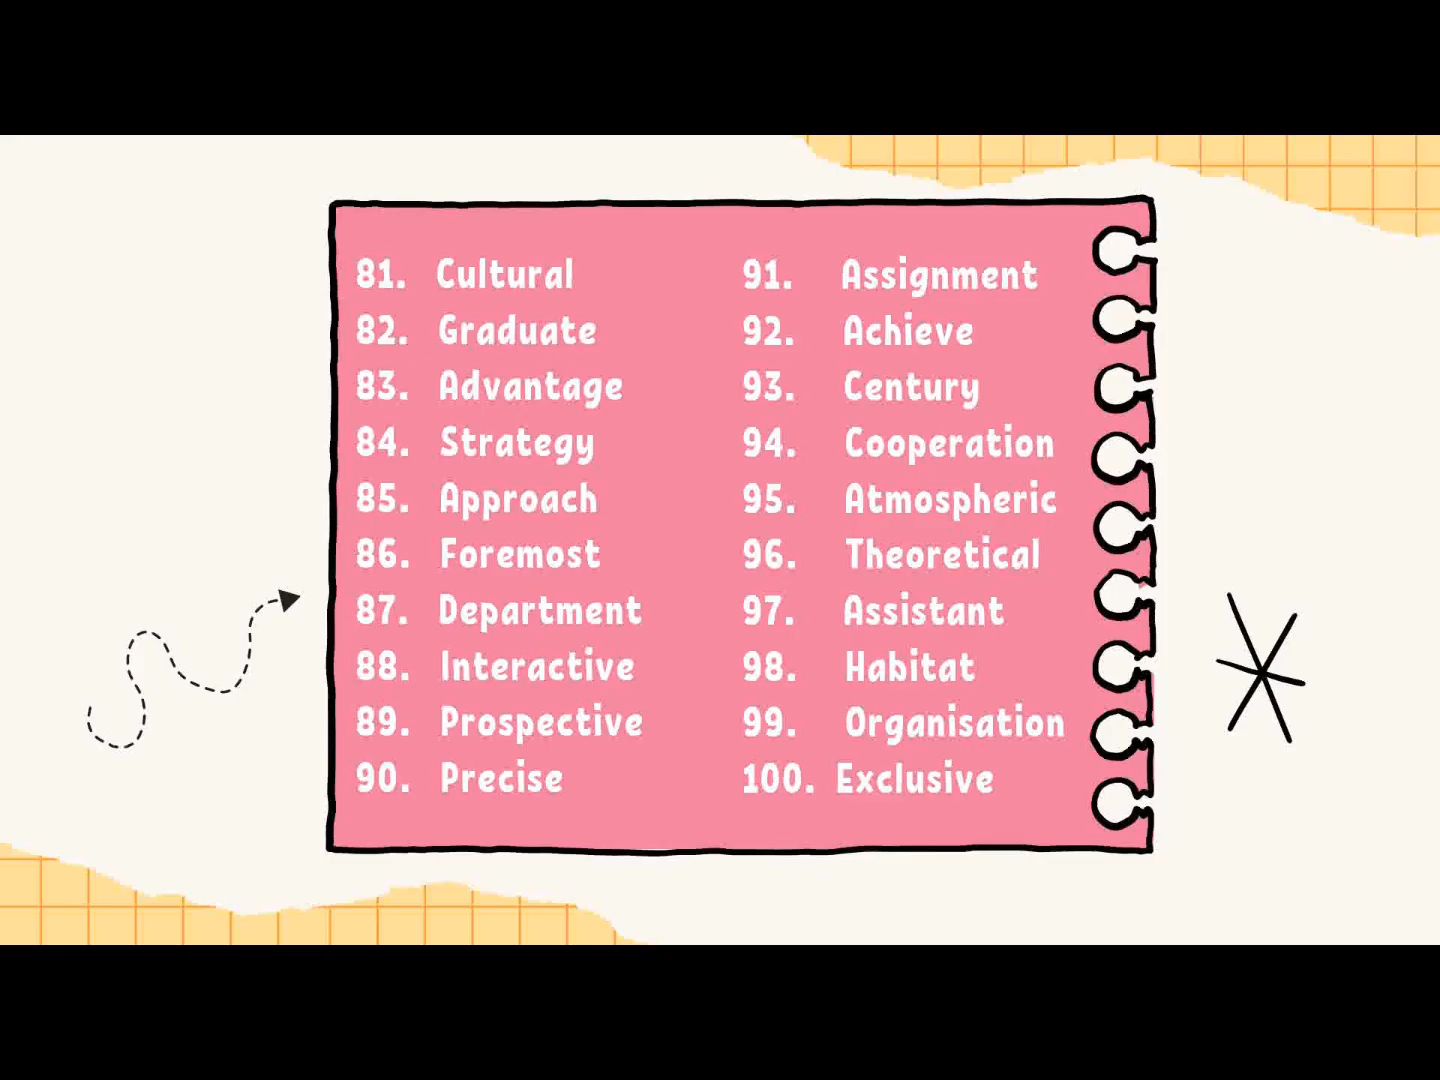 81. Cultural
82. Graduate
83. Advantage
84. Strategy
85. Approach
86. Foremost
87. Department
88. Interactive
89. Prospective
90. Precise
91. Assignment
92. Achieve
93. Century
94. Cooperation
95. Atmospheric
96. Theoretical
97. Assistant
98. Habitat
99. Organisation
100. Exclusive